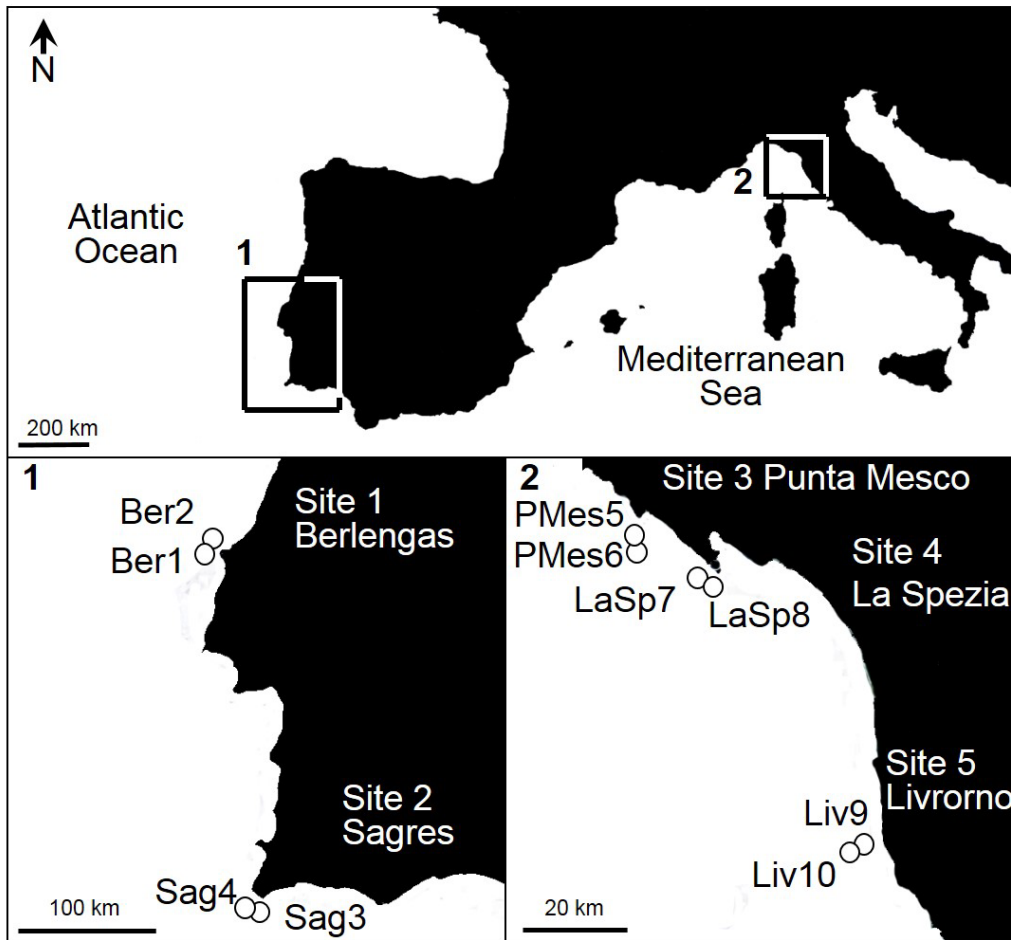 N
Atlantic
Ocean
1
2
Mediterranean
Sea
200 km
1
Ber2
Ber1
Site 1
Berlengas
Site 2
Sagres
Sag4
Sag3
100 km
2
Site 3 Punta Mesco
PMes5
PMes6
Site 4
La Spezia
LaSp7
LaSp8
Site 5
Livrorno
Liv9
Liv10
20 km